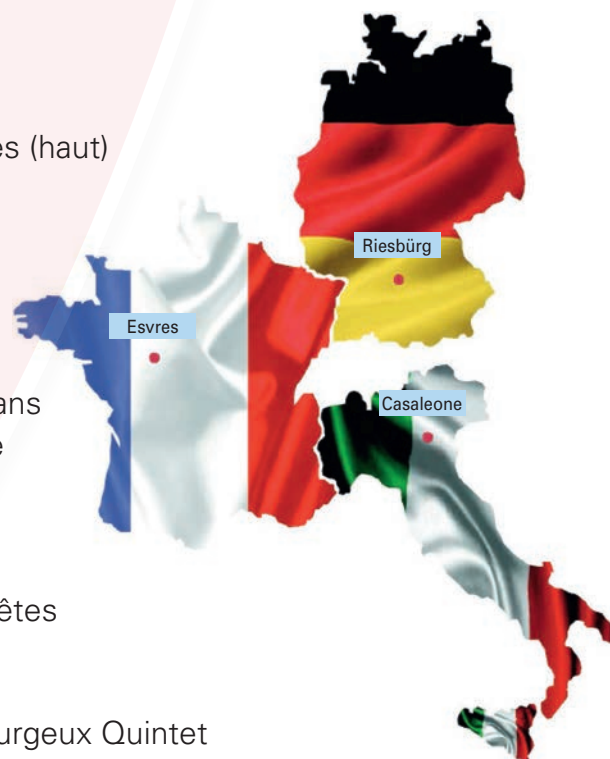 es (haut)
Riesbürg
Esvres
ans
Casaleone
e
êtes
urgeux Quintet